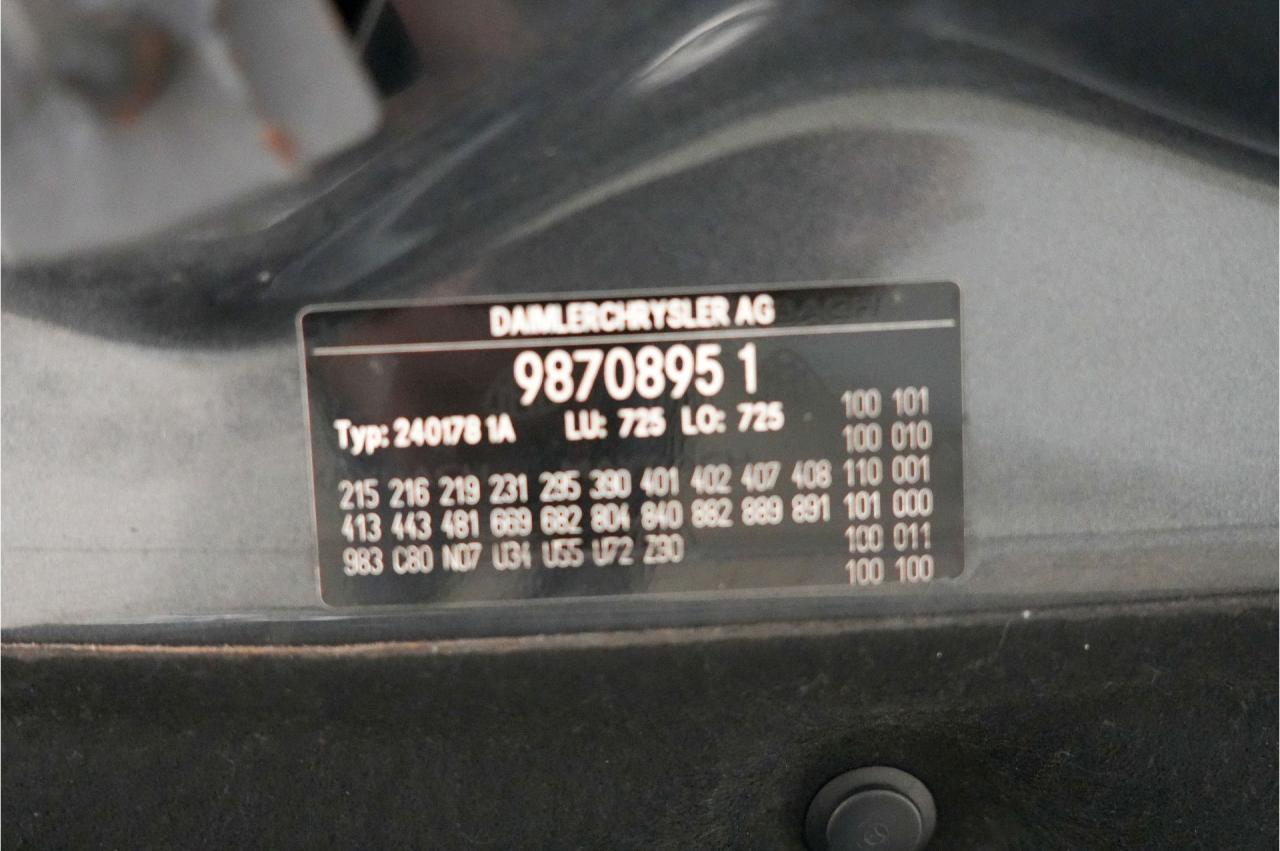 DAIMLERCHRYSLER AG
9870895 1
Typ: 240178 1A LU: 725 LO: 725
100 101
100 010
215 216 219 231 295 390 401 402 407 408 110 001
413 443 481 669 682 804 840 882 889 891 101 000
983 C80 N07 U34 U55 U72 Z90 100 011
100 100